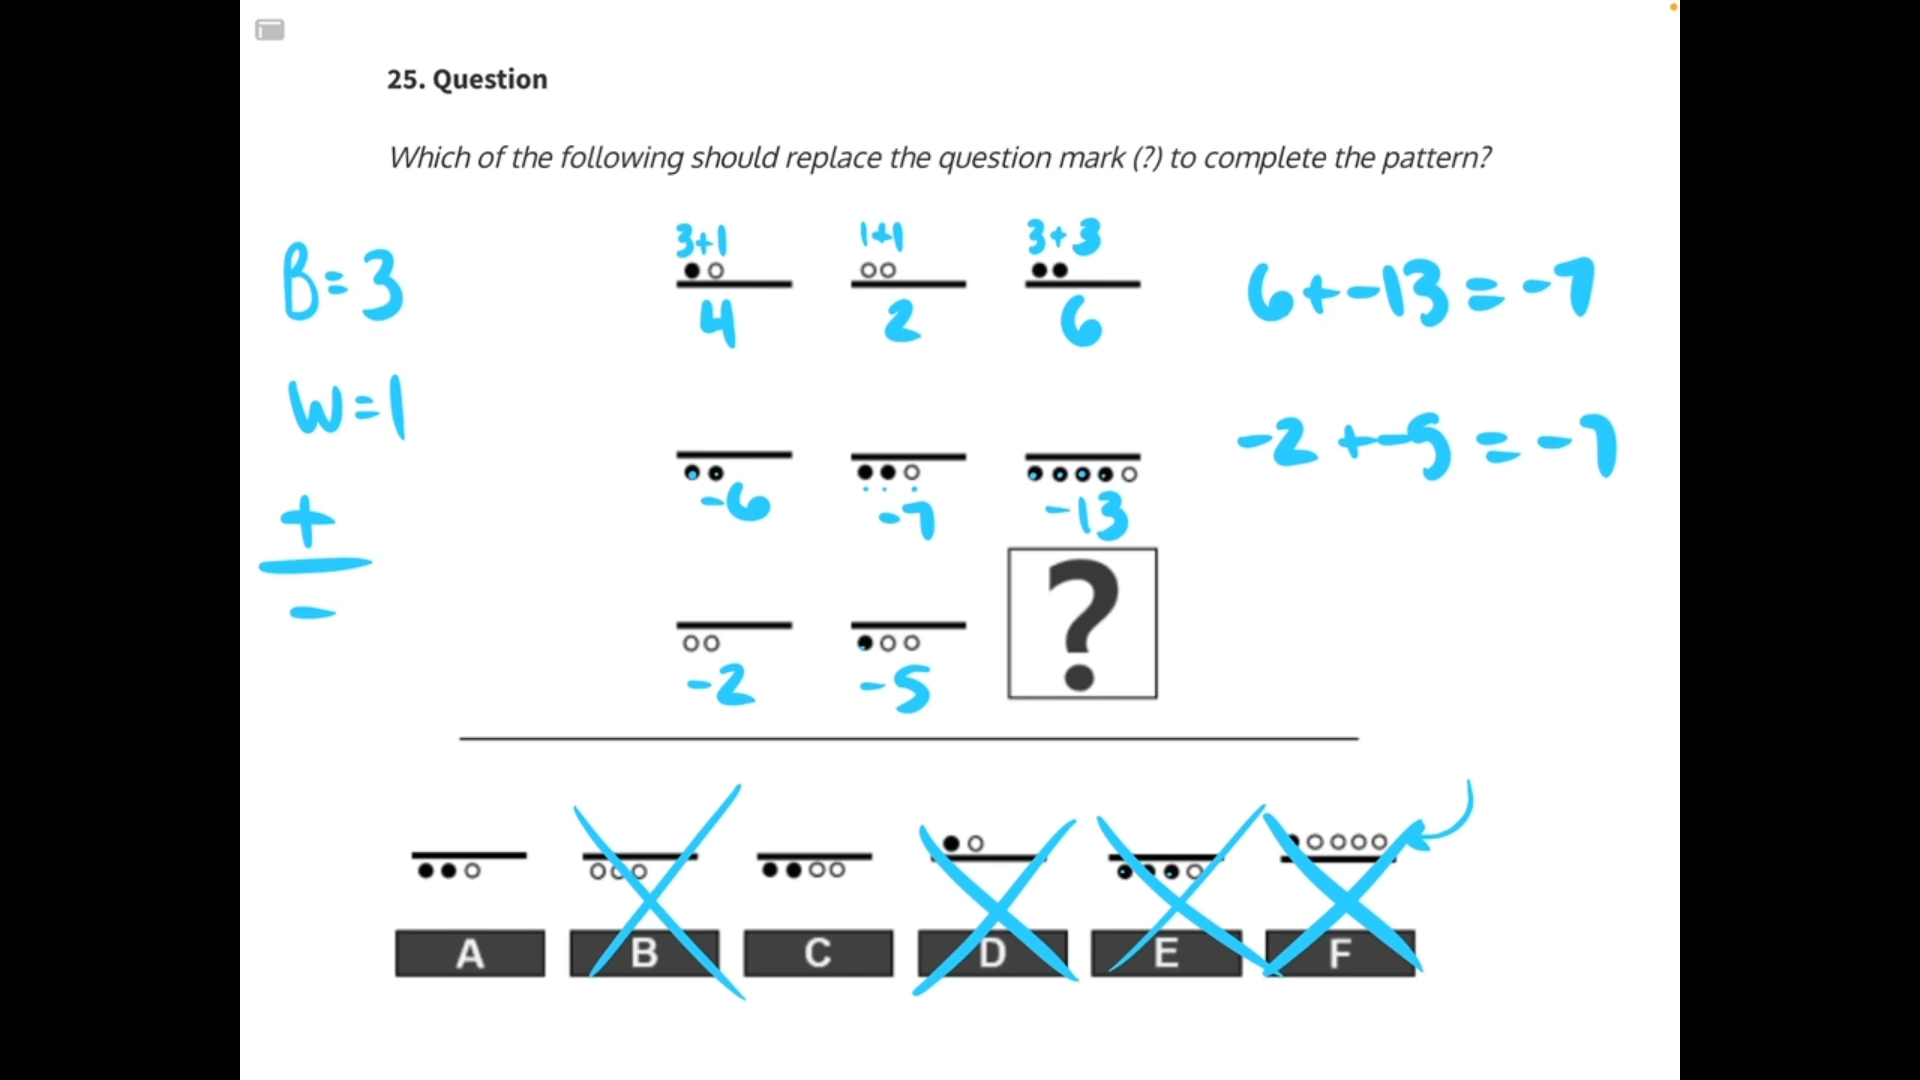 25. Question
Which of the following should replace the question mark (?) to complete the pattern?
3+1 1+1 3+3
B=3
4 2 6
6+-13=-7
W=1
-2+-5=-7
+
-
-6 -7 -13
?
-2 -5
A B C D E F